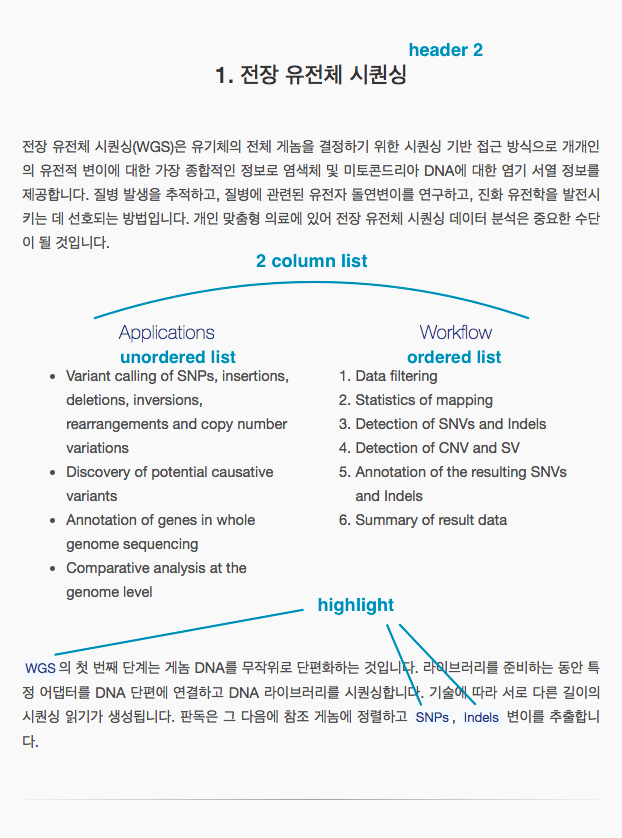 header 2
1. 전장 유전체 시퀀싱
전장 유전체 시퀀싱(WGS)은 유기체의 전체 게놈을 결정하기 위한 시퀀싱 기반 접근 방식으로 개개인
의 유전적 변이에 대한 가장 종합적인 정보로 염색체 및 미토콘드리아 DNA에 대한 염기 서열 정보를
제공합니다. 질병 발생을 추적하고, 질병에 관련된 유전자 돌연변이를 연구하고, 진화 유전학을 발전시
키는 데 선호되는 방법입니다. 개인 맞춤형 의료에 있어 전장 유전체 시퀀싱 데이터 분석은 중요한 수단
이 될 것입니다.
2 column list
Applications
unordered list
• Variant calling of SNPs, insertions,
deletions, inversions,
rearrangements and copy number
variations
• Discovery of potential causative
variants
• Annotation of genes in whole
genome sequencing
• Comparative analysis at the
genome level
Workflow
ordered list
1. Data filtering
2. Statistics of mapping
3. Detection of SNVs and Indels
4. Detection of CNV and SV
5. Annotation of the resulting SNVs
and Indels
6. Summary of result data
highlight
WGS 의 첫 번째 단계는 게놈 DNA를 무작위로 단편화하는 것입니다. 라이브러리를 준비하는 동안 특
정 어댑터를 DNA 단편에 연결하고 DNA 라이브러리를 시퀀싱합니다. 기술에 따라 서로 다른 길이의
시퀀싱 읽기가 생성됩니다. 판독은 그 다음에 참조 게놈에 정렬하고 SNPs , Indels 변이를 추출합니
다.